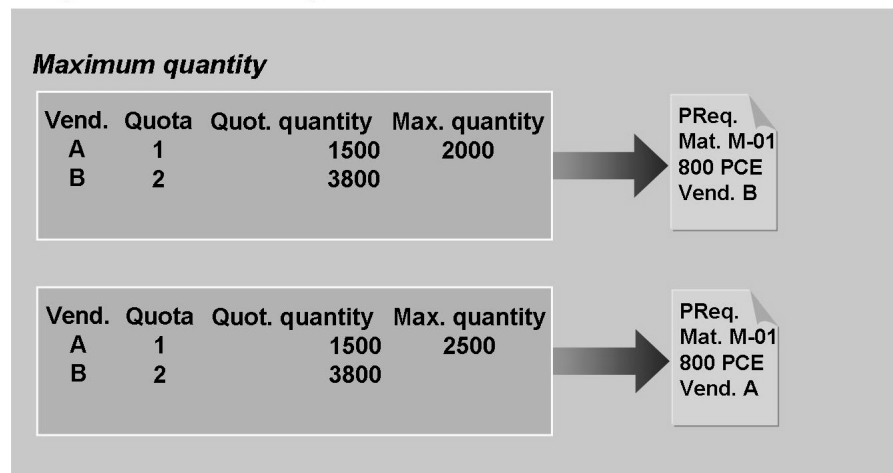 Maximum quantity
Vend. Quota Quot. quantity Max. quantity
A 1 1500 2000
B 2 3800
PReq.
Mat. M-01
800 PCE
Vend. B
Vend. Quota Quot. quantity Max. quantity
A 1 1500 2500
B 2 3800
PReq.
Mat. M-01
800 PCE
Vend. A